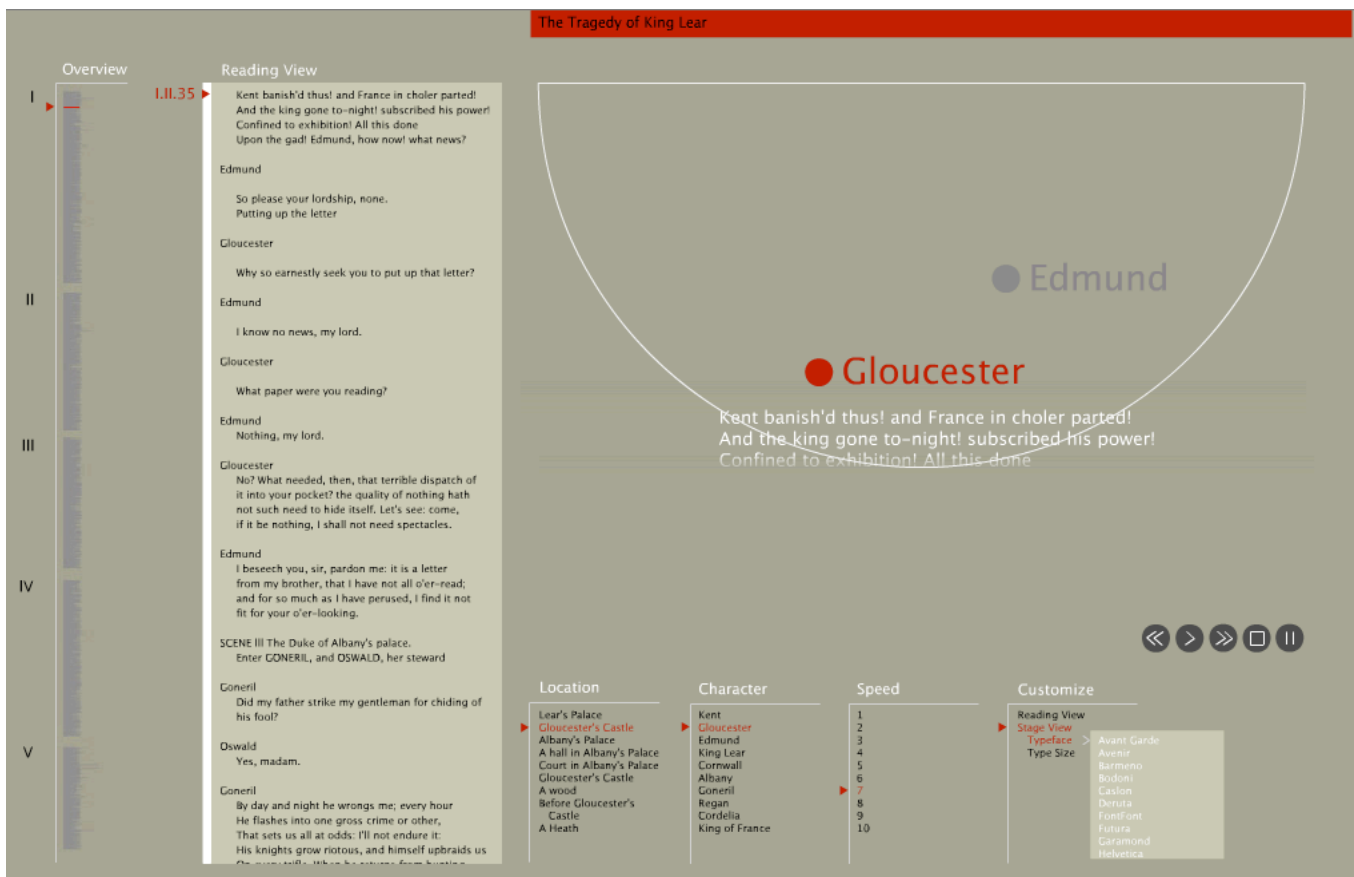 The Tragedy of King Lear
Overview
I
II
III
IV
V
Reading View
I.II.35
Kent banish'd thus! and France in choler parted!
And the king gone to-night! subscribed his power!
Confined to exhibition! All this done
Upon the gad! Edmund, how now! what news?
Edmund
So please your lordship, none.
Putting up the letter
Gloucester
Why so earnestly seek you to put up that letter?
Edmund
I know no news, my lord.
Gloucester
What paper were you reading?
Edmund
Nothing, my lord.
Gloucester
No? What needed, then, that terrible dispatch of
it into your pocket? the quality of nothing hath
not such need to hide itself. Let's see: come,
if it be nothing, I shall not need spectacles.
Edmund
I beseech you, sir, pardon me: it is a letter
from my brother, that I have not all o'er-read;
and for so much as I have perused, I find it not
fit for your o'er-looking.
SCENE III The Duke of Albany's palace.
Enter GONERIL, and OSWALD, her steward
Goneril
Did my father strike my gentleman for chiding of
his fool?
Oswald
Yes, madam.
Goneril
By day and night he wrongs me; every hour
He flashes into one gross crime or other,
That sets us all at odds: I'll not endure it:
His knights grow riotous, and himself upbraids us
On every trifle. When he returns from hunting
Edmund
Gloucester
Kent banish'd thus! and France in choler parted!
And the king gone to-night! subscribed his power!
Confined to exhibition! All this done
Location
Lear's Palace
Gloucester's Castle
Albany's Palace
A hall in Albany's Palace
Court in Albany's Palace
Gloucester's Castle
A wood
Before Gloucester's
Castle
A Heath
Character
Kent
Gloucester
Edmund
King Lear
Cornwall
Albany
Goneril
Regan
Cordelia
King of France
Speed
1
2
3
4
5
6
7
8
9
10
Customize
Reading View
Stage View
Typeface >
Type Size
Avant Garde
Avenir
Barmeno
Bodoni
Caslon
Deruta
FontFont
Futura
Garamond
Helvetica